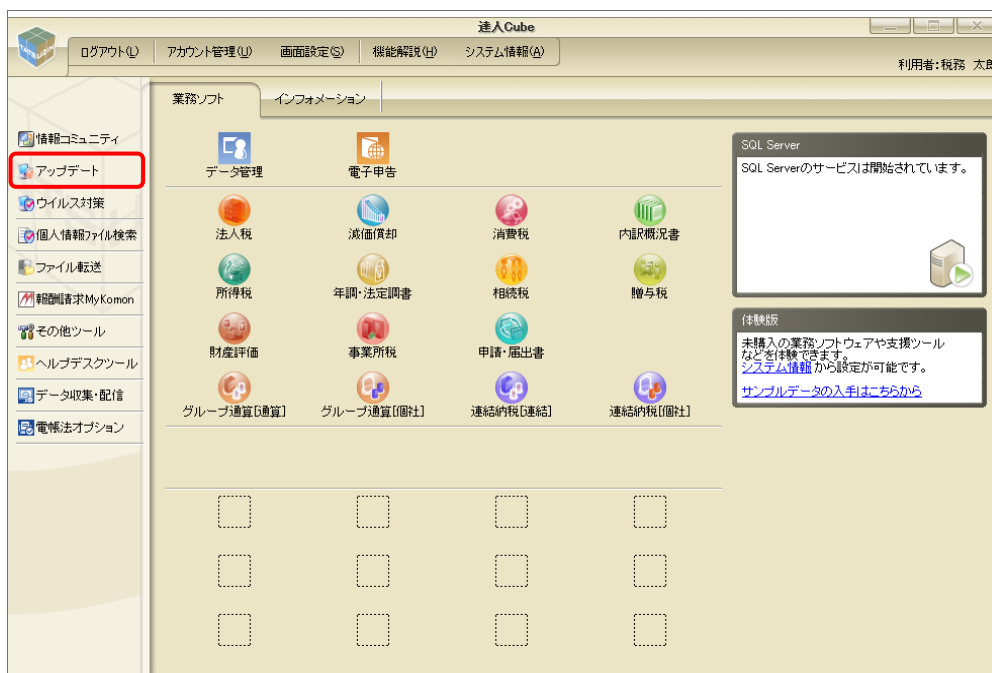 達人Cube
ログアウト(L)
アカウント管理(U)
画面設定(S)
機能解説(H)
システム情報(A)
利用者:税務 太郎
業務ソフト
インフォメーション
情報コミュニティ
アップデート
ウイルス対策
個人情報ファイル検索
ファイル転送
報酬請求MyKomon
その他ツール
ヘルプデスクツール
データ収集・配信
電帳法オプション
データ管理
電子申告
法人税
減価償却
消費税
内訳概況書
所得税
年調・法定調書
相続税
贈与税
財産評価
事業所税
申請・届出書
グループ通算[通算]
グループ通算[個社]
連結納税[連結]
連結納税[個社]
SQL Server
SQL Serverのサービスは開始されています。
体験版
未購入の業務ソフトウェアや支援ツール
などを体験できます。
システム情報 から設定が可能です。
サンプルデータの入手はこちらから